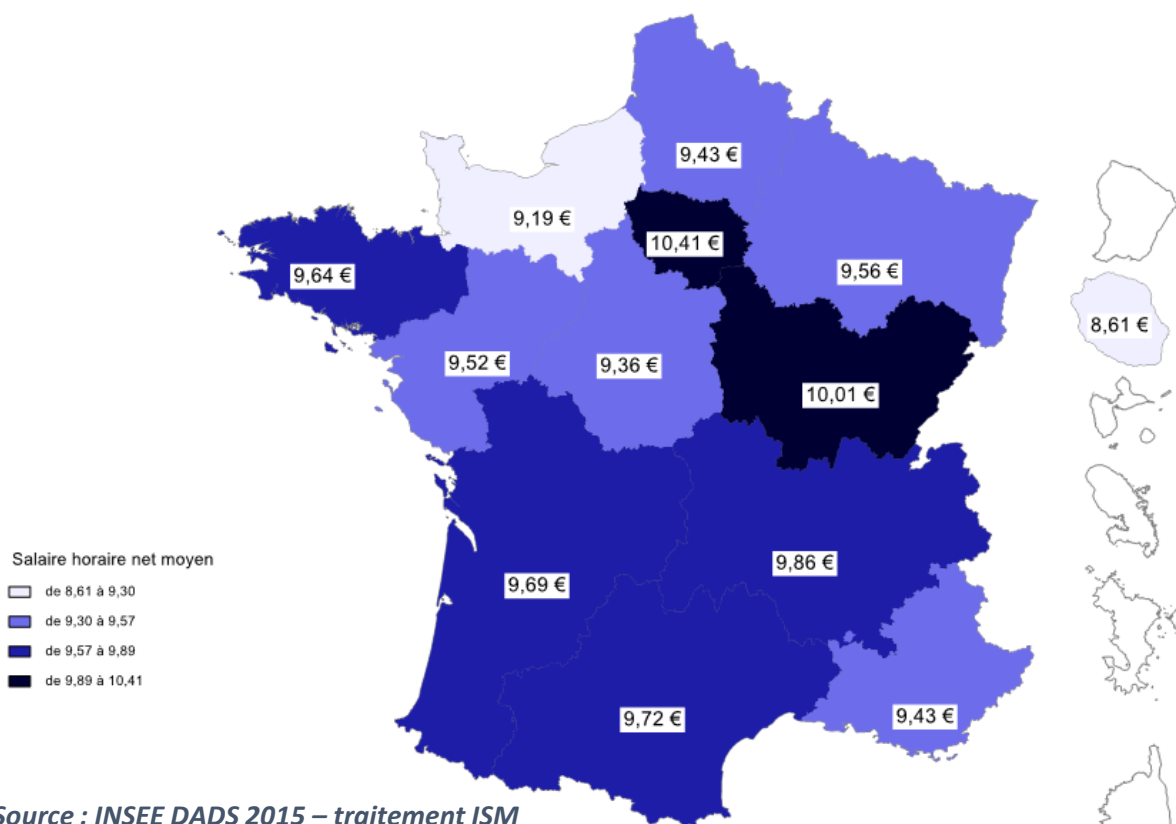 9,43 €
9,19 €
10,41 €
9,64 €
9,56 €
8,61 €
9,52 €
9,36 €
10,01 €
9,86 €
9,69 €
9,72 €
9,43 €
Salaire horaire net moyen
de 8,61 à 9,30
de 9,30 à 9,57
de 9,57 à 9,89
de 9,89 à 10,41
Source : INSEE DADS 2015 – traitement ISM